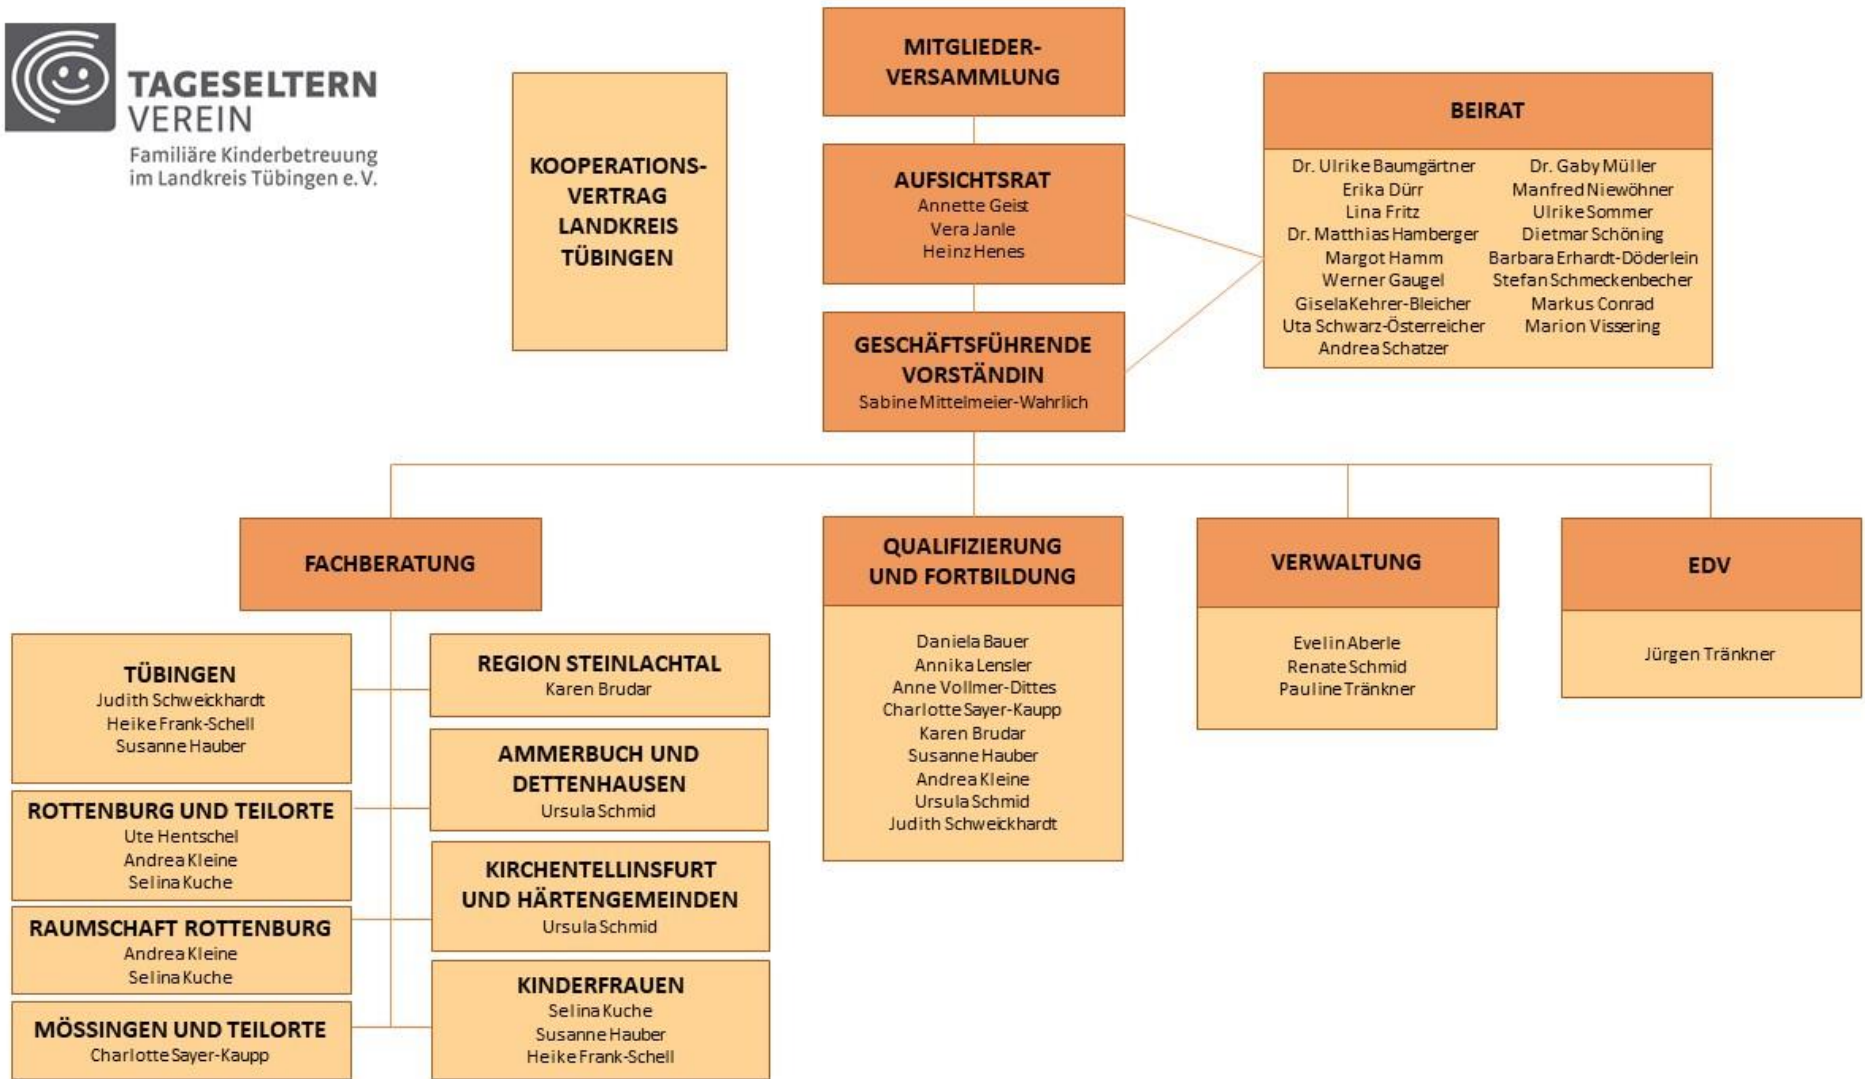 TAGESELTERN
VEREIN
Familiäre Kinderbetreuung
im Landkreis Tübingen e.V.
KOOPERATIONS-
VERTRAG
LANDKREIS
TÜBINGEN
MITGLIEDER-
VERSAMMLUNG
AUFSICHTSRAT
Annette Geist
Vera Janle
Heinz Henes
GESCHÄFTSFÜHRENDE
VORSTÄNDIN
Sabine Mittelmeier-Wahrlich
BEIRAT
Dr. Ulrike Baumgärtner
Erika Dürr
Lina Fritz
Dr. Matthias Hamberger
Margot Hamm
Werner Gaugel
Gisela Kehrer-Bleicher
Uta Schwarz-Österreicher
Andrea Schatzer
Dr. Gaby Müller
Manfred Niewöhner
Ulrike Sommer
Dietmar Schöning
Barbara Erhardt-Döderlein
Stefan Schmeckenbecher
Markus Conrad
Marion Vissering
FACHBERATUNG
TÜBINGEN
Judith Schweickhardt
Heike Frank-Schell
Susanne Hauber
ROTTENBURG UND TEILORTE
Ute Hentschel
Andrea Kleine
Selina Kuche
RAUMSCHAFT ROTTENBURG
Andrea Kleine
Selina Kuche
MÖSSINGEN UND TEILORTE
Charlotte Sayer-Kaupp
REGION STEINLACHTAL
Karen Brudar
AMMERBUCH UND
DETTENHAUSEN
Ursula Schmid
KIRCHENTELLINSFURT
UND HÄRTENGEMEINDEN
Ursula Schmid
KINDERFRAUEN
Selina Kuche
Susanne Hauber
Heike Frank-Schell
QUALIFIZIERUNG
UND FORTBILDUNG
Daniela Bauer
Annika Lensler
Anne Vollmer-Dittes
Charlotte Sayer-Kaupp
Karen Brudar
Susanne Hauber
Andrea Kleine
Ursula Schmid
Judith Schweickhardt
VERWALTUNG
Evelin Aberle
Renate Schmid
Pauline Tränkner
EDV
Jürgen Tränkner